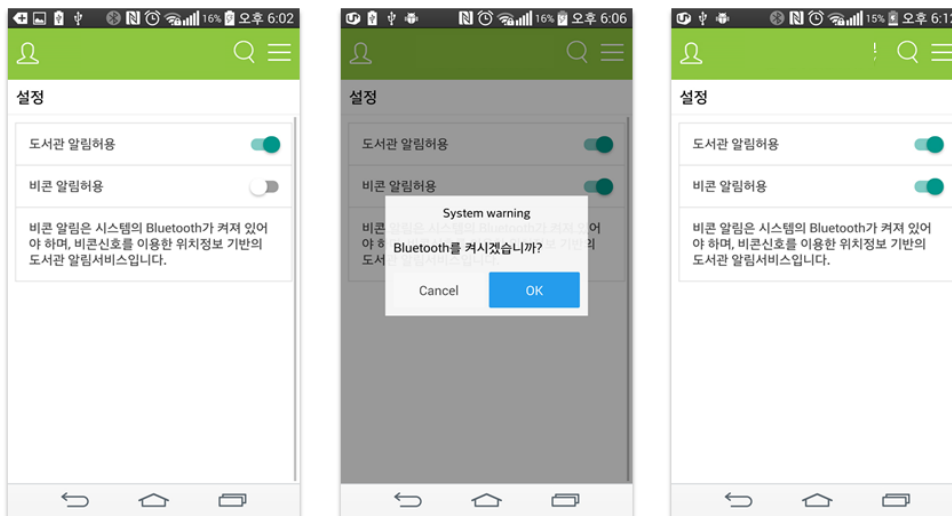 16% 오후 6:02
설정
도서관 알림허용
비콘 알림허용
비콘 알림은 시스템의 Bluetooth가 켜져 있어
야 하며, 비콘신호를 이용한 위치정보 기반의
도서관 알림서비스입니다.
16% 오후 6:06
설정
도서관 알림허용
비콘 알림허용
System warning
Bluetooth를 켜시겠습니까?
Cancel OK
15% 오후 6:12
설정
도서관 알림허용
비콘 알림허용
비콘 알림은 시스템의 Bluetooth가 켜져 있어
야 하며, 비콘신호를 이용한 위치정보 기반의
도서관 알림서비스입니다.